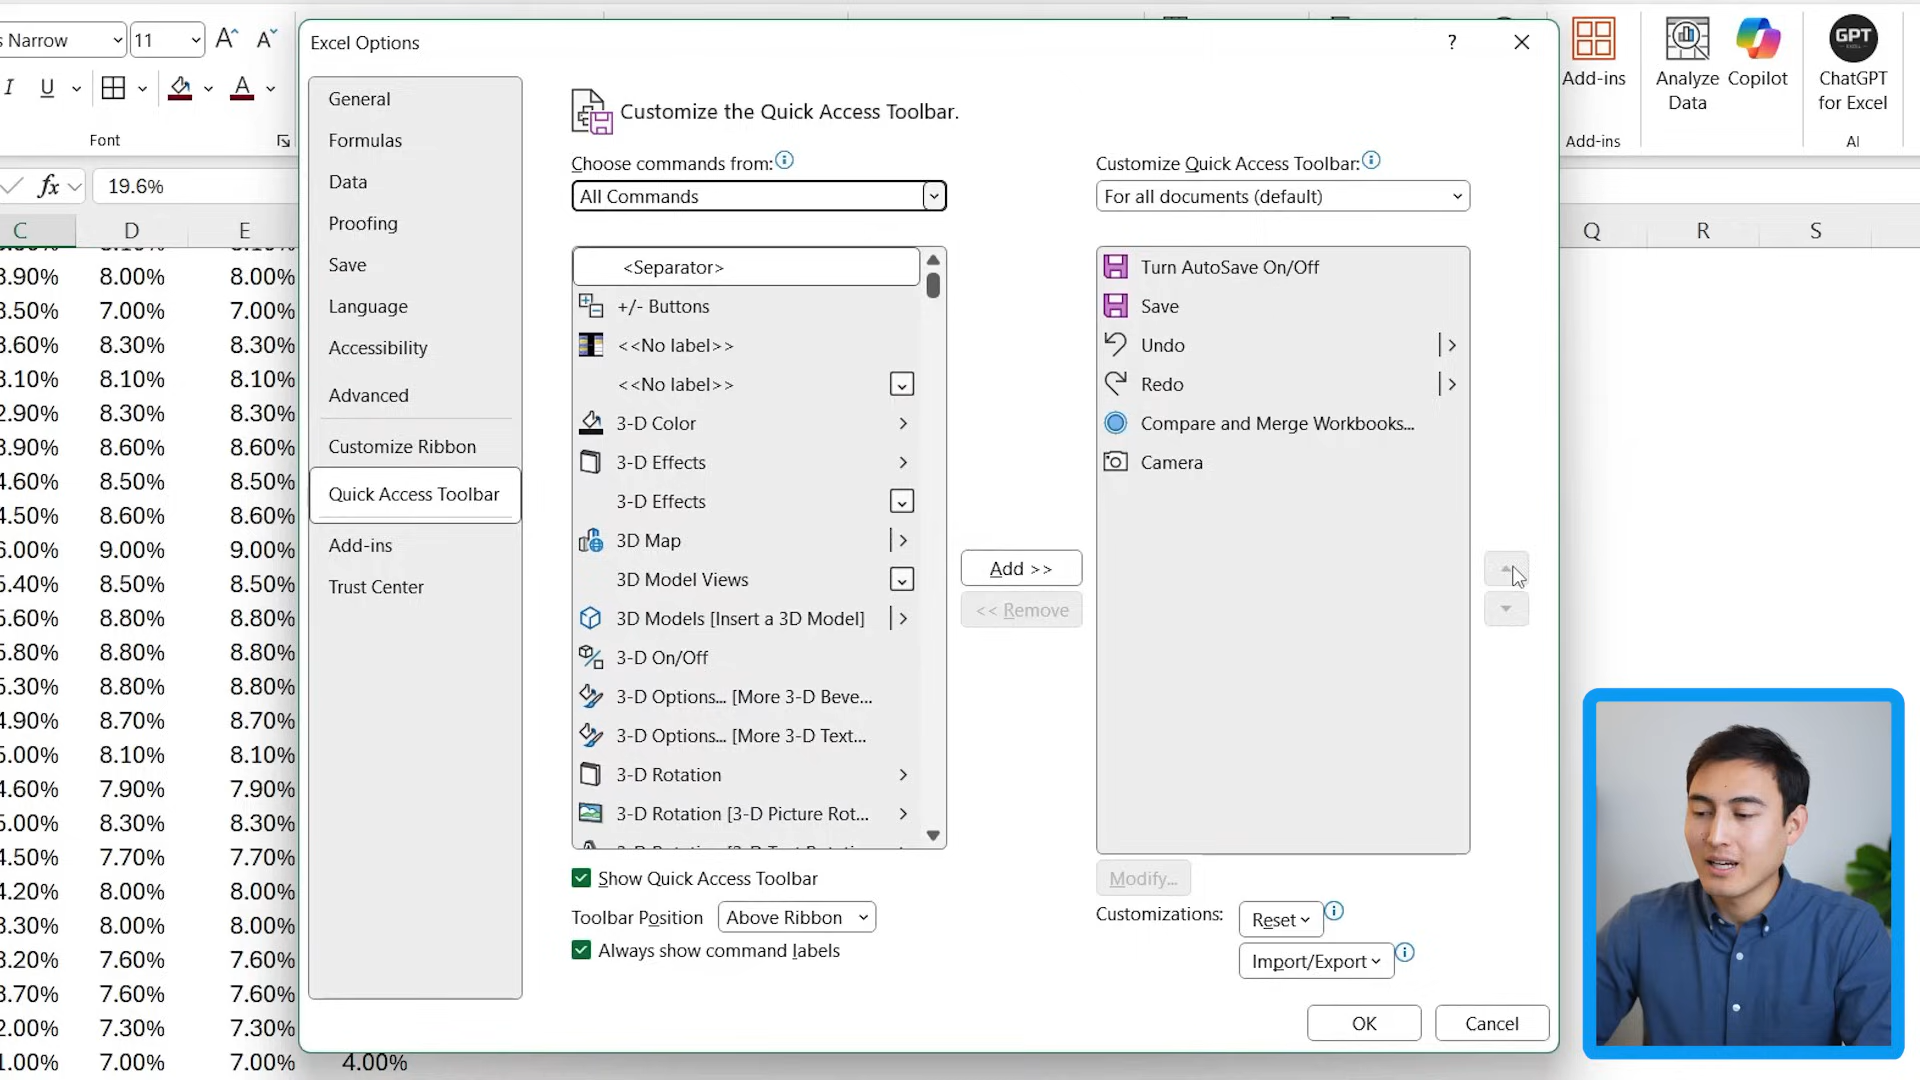 s Narrow
11
A^
A
I
U
A
Font
Add-ins
Analyze
Data
Copilot
GPT
ChatGPT
for Excel
Add-ins
AI
fx
19.6%
C D E Q R S
3.90% 8.00% 8.30%
3.50% 7.00% 7.00%
3.60% 8.30% 8.30%
3.10% 8.10% 8.10%
2.90% 8.30% 8.30%
3.90% 8.60% 8.60%
4.60% 8.50% 8.50%
4.50% 8.60% 8.60%
6.00% 9.00% 9.00%
5.40% 8.50% 8.50%
5.60% 8.80% 8.80%
5.80% 8.80% 8.80%
5.30% 8.80% 8.80%
4.90% 8.70% 8.70%
5.00% 8.10% 8.10%
4.60% 7.90% 7.90%
5.00% 8.30% 8.30%
4.50% 7.70% 7.70%
4.20% 8.00% 8.00%
3.30% 8.00% 8.00%
3.20% 7.60% 7.60%
3.70% 7.60% 7.60%
2.00% 7.30% 7.30%
1.00% 7.00% 7.00% 4.00%
Excel Options
?
General
Formulas
Data
Proofing
Save
Language
Accessibility
Advanced
Customize Ribbon
Quick Access Toolbar
Add-ins
Trust Center
Customize the Quick Access Toolbar.
Choose commands from:
All Commands
<Separator>
+/- Buttons
<<No label>>
<<No label>>
3-D Color
3-D Effects
3-D Effects
3D Map
3D Model Views
3D Models [Insert a 3D Model]
3-D On/Off
3-D Options... [More 3-D Beve...
3-D Options... [More 3-D Text...
3-D Rotation
3-D Rotation [3-D Picture Rot...
Show Quick Access Toolbar
Toolbar Position Above Ribbon
Always show command labels
Add >>
<< Remove
Customize Quick Access Toolbar:
For all documents (default)
Turn AutoSave On/Off
Save
Undo
Redo
Compare and Merge Workbooks...
Camera
Modify...
Customizations: Reset
Import/Export
OK
Cancel